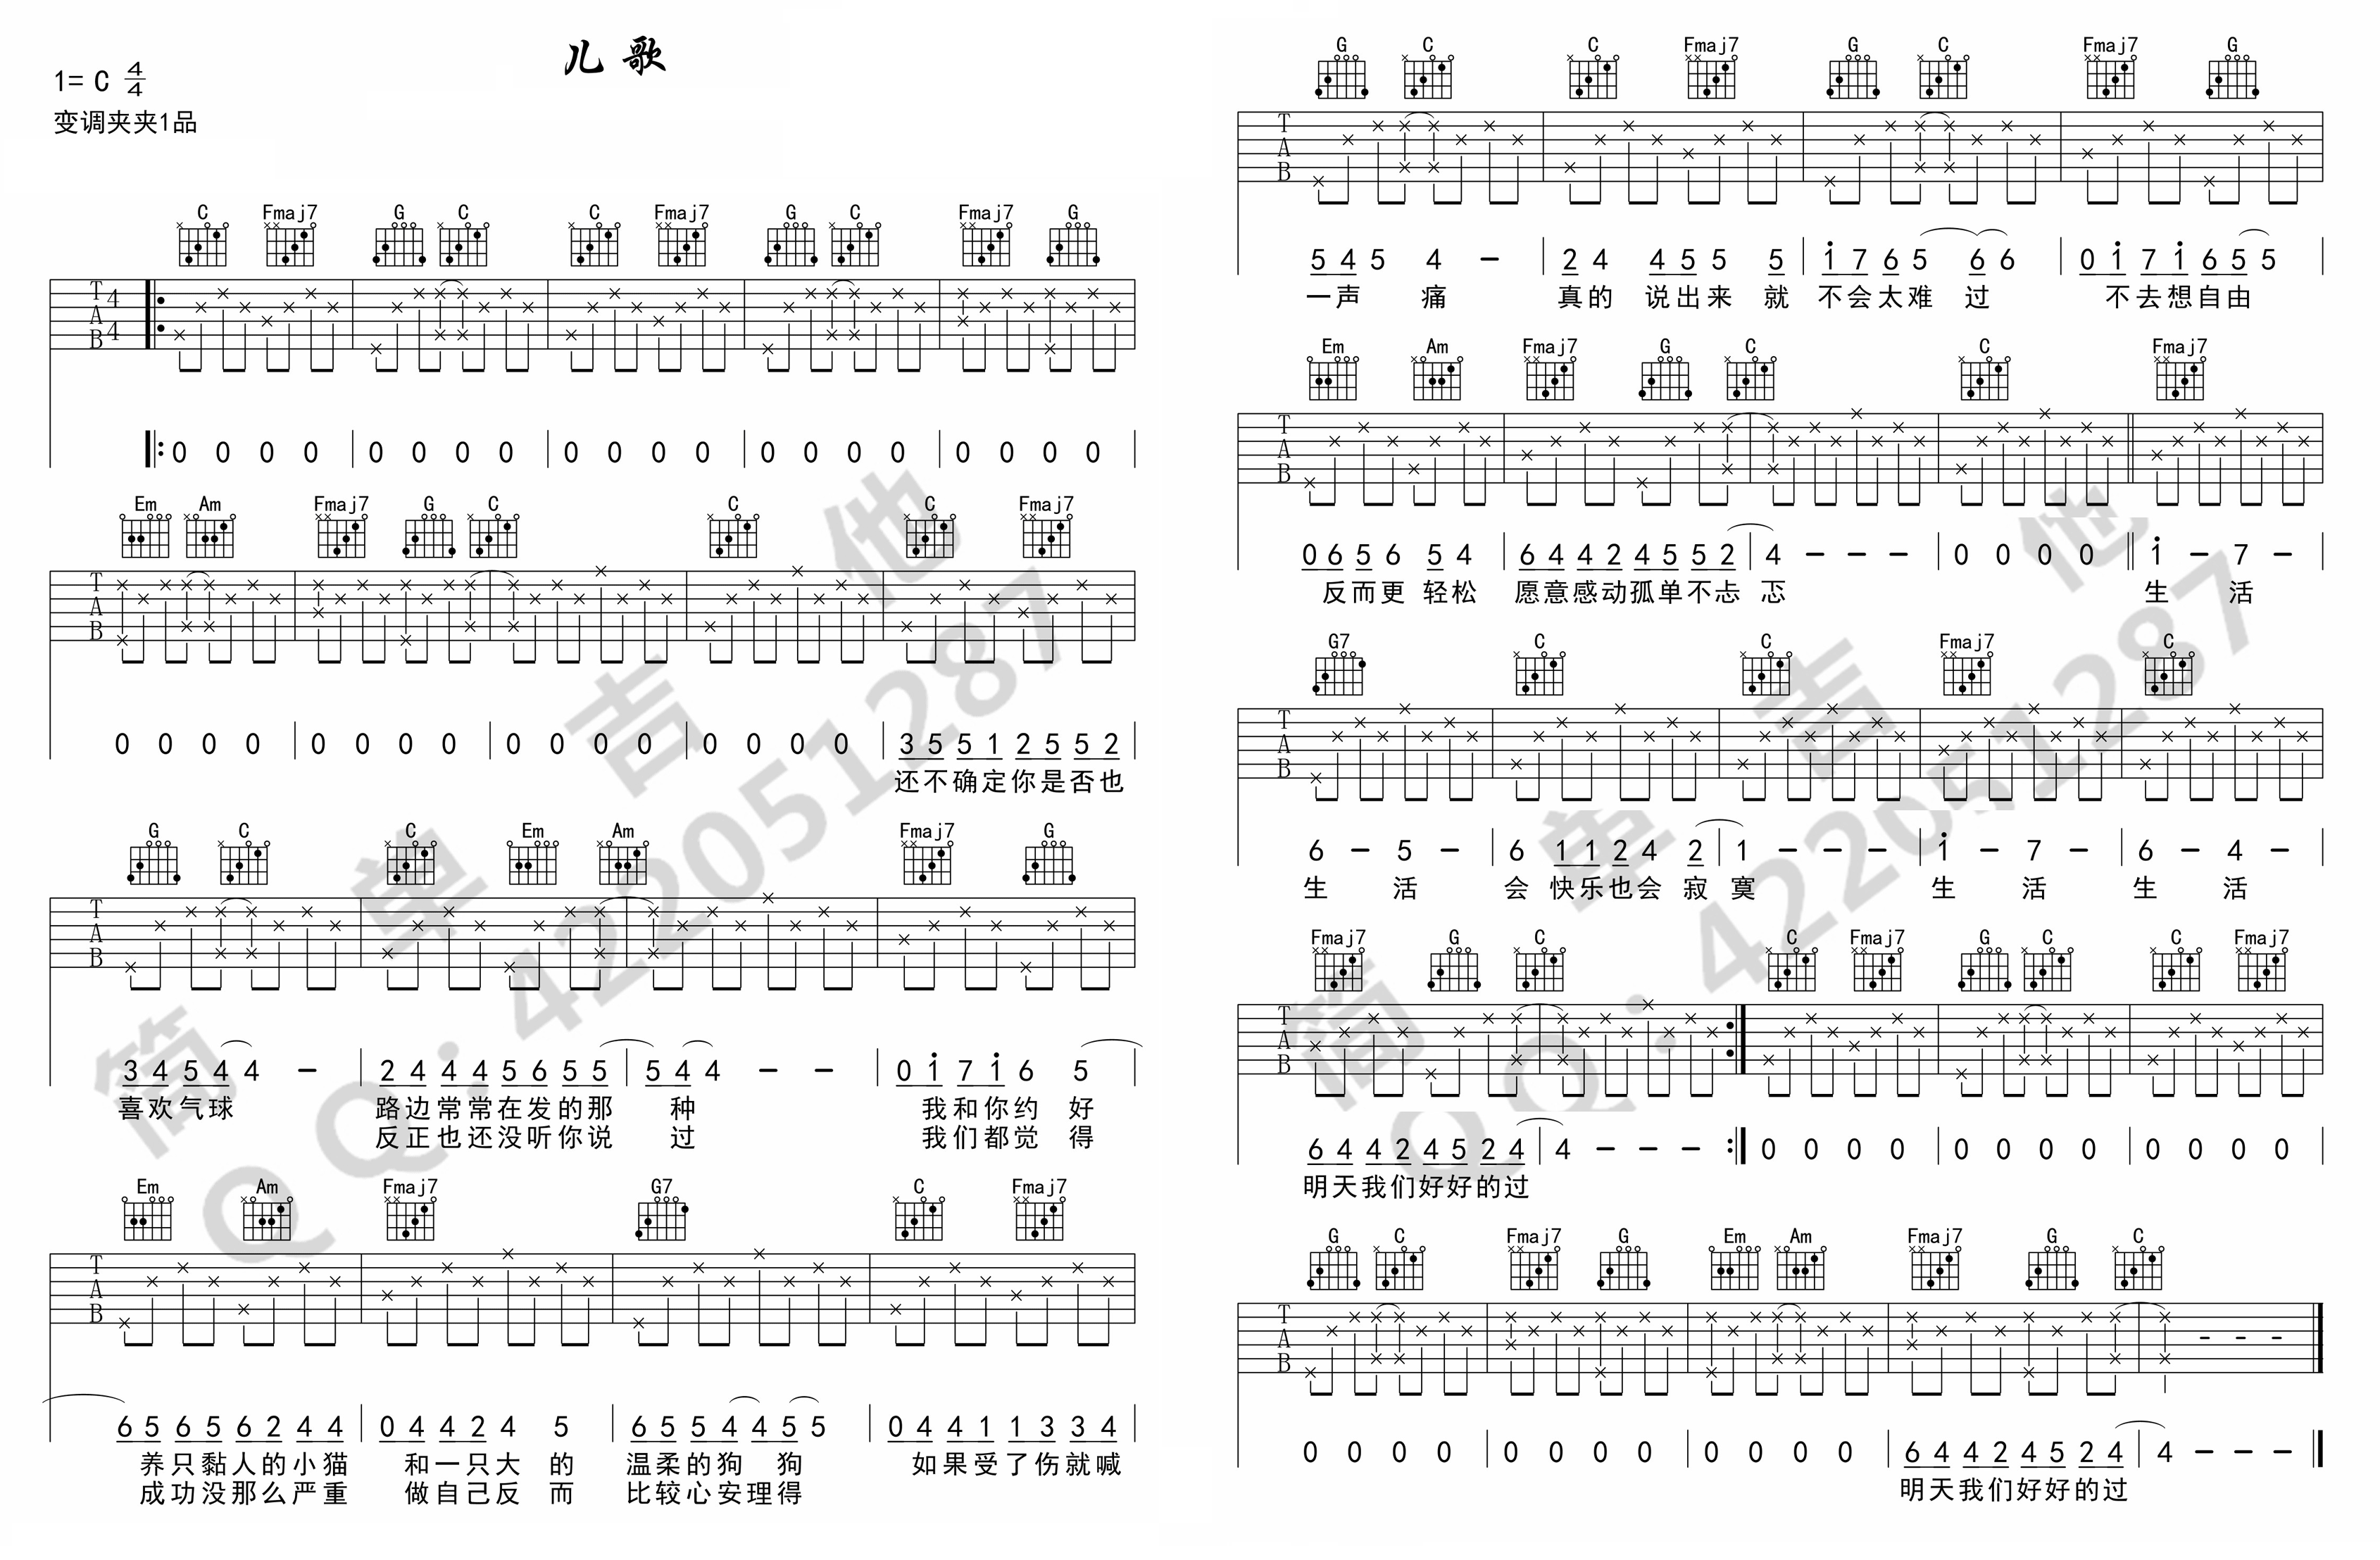 儿歌
1= C 4/4
变调夹夹1品
C Fmaj7 G C C Fmaj7 G C Fmaj7 G
T A B 4 4
0 0 0 0 | 0 0 0 0 | 0 0 0 0 | 0 0 0 0 | 0 0 0 0
Em Am Fmaj7 G C C C Fmaj7
T A B
0 0 0 0 | 0 0 0 0 | 0 0 0 0 | 0 0 0 0 | 3 5 5 1 2 5 5 2
还不确定你是否也
G C C Em Am Fmaj7 G
T A B
3 4 5 4 4 - | 2 4 4 4 5 6 5 5 | 5 4 4 - - | 0 i 7 i 6 5
喜欢气球 路边常常在发的那 种 我和你约 好
反正也还没听你说 过 我们都觉 得
Em Am Fmaj7 G7 C Fmaj7
T A B
6 5 6 5 6 2 4 4 | 0 4 4 2 4 5 | 6 5 5 4 4 5 5 | 0 4 4 1 1 3 3 4
养只黏人的小猫 和一只大 的 温柔的狗 狗 如果受了伤就喊
成功没那么严重 做自己反 而 比较心安理得
G C C Fmaj7 G C Fmaj7 G
T A B
5 4 5 4 - | 2 4 4 5 5 5 | i 7 6 5 6 6 | 0 i 7 i 6 5 5
一声 痛 真的 说出来 就 不会太难 过 不去想自由
Em Am Fmaj7 G C C Fmaj7
T A B
0 6 5 6 5 4 | 6 4 4 2 4 5 5 2 | 4 - - - | 0 0 0 0 || i - 7 -
反而更 轻松 愿意感动孤单不忐 忑 生 活
G7 C C Fmaj7 C
T A B
6 - 5 - | 6 1 1 2 4 2 | 1 - - - | i - 7 - | 6 - 4 -
生 活 会 快乐也会 寂 寞 生 活 生 活
Fmaj7 G C C Fmaj7 G C C Fmaj7
T A B
6 4 4 2 4 5 2 4 | 4 - - - :| 0 0 0 0 | 0 0 0 0 | 0 0 0 0
明天我们好好的过
G C Fmaj7 G Em Am Fmaj7 G C
T A B
0 0 0 0 | 0 0 0 0 | 0 0 0 0 | 6 4 4 2 4 5 2 4 | 4 - - -
明天我们好好的过
简单吉他
QQ:422051287
简单吉他
QQ:422051287